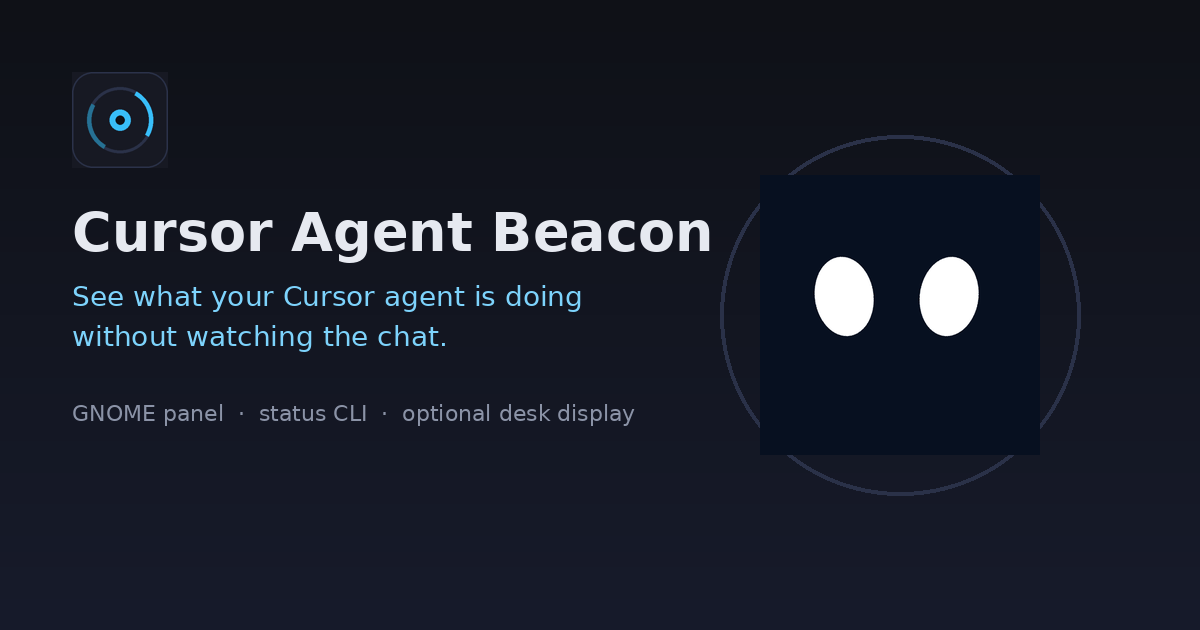 Cursor Agent Beacon
See what your Cursor agent is doing
without watching the chat.
GNOME panel · status CLI · optional desk display